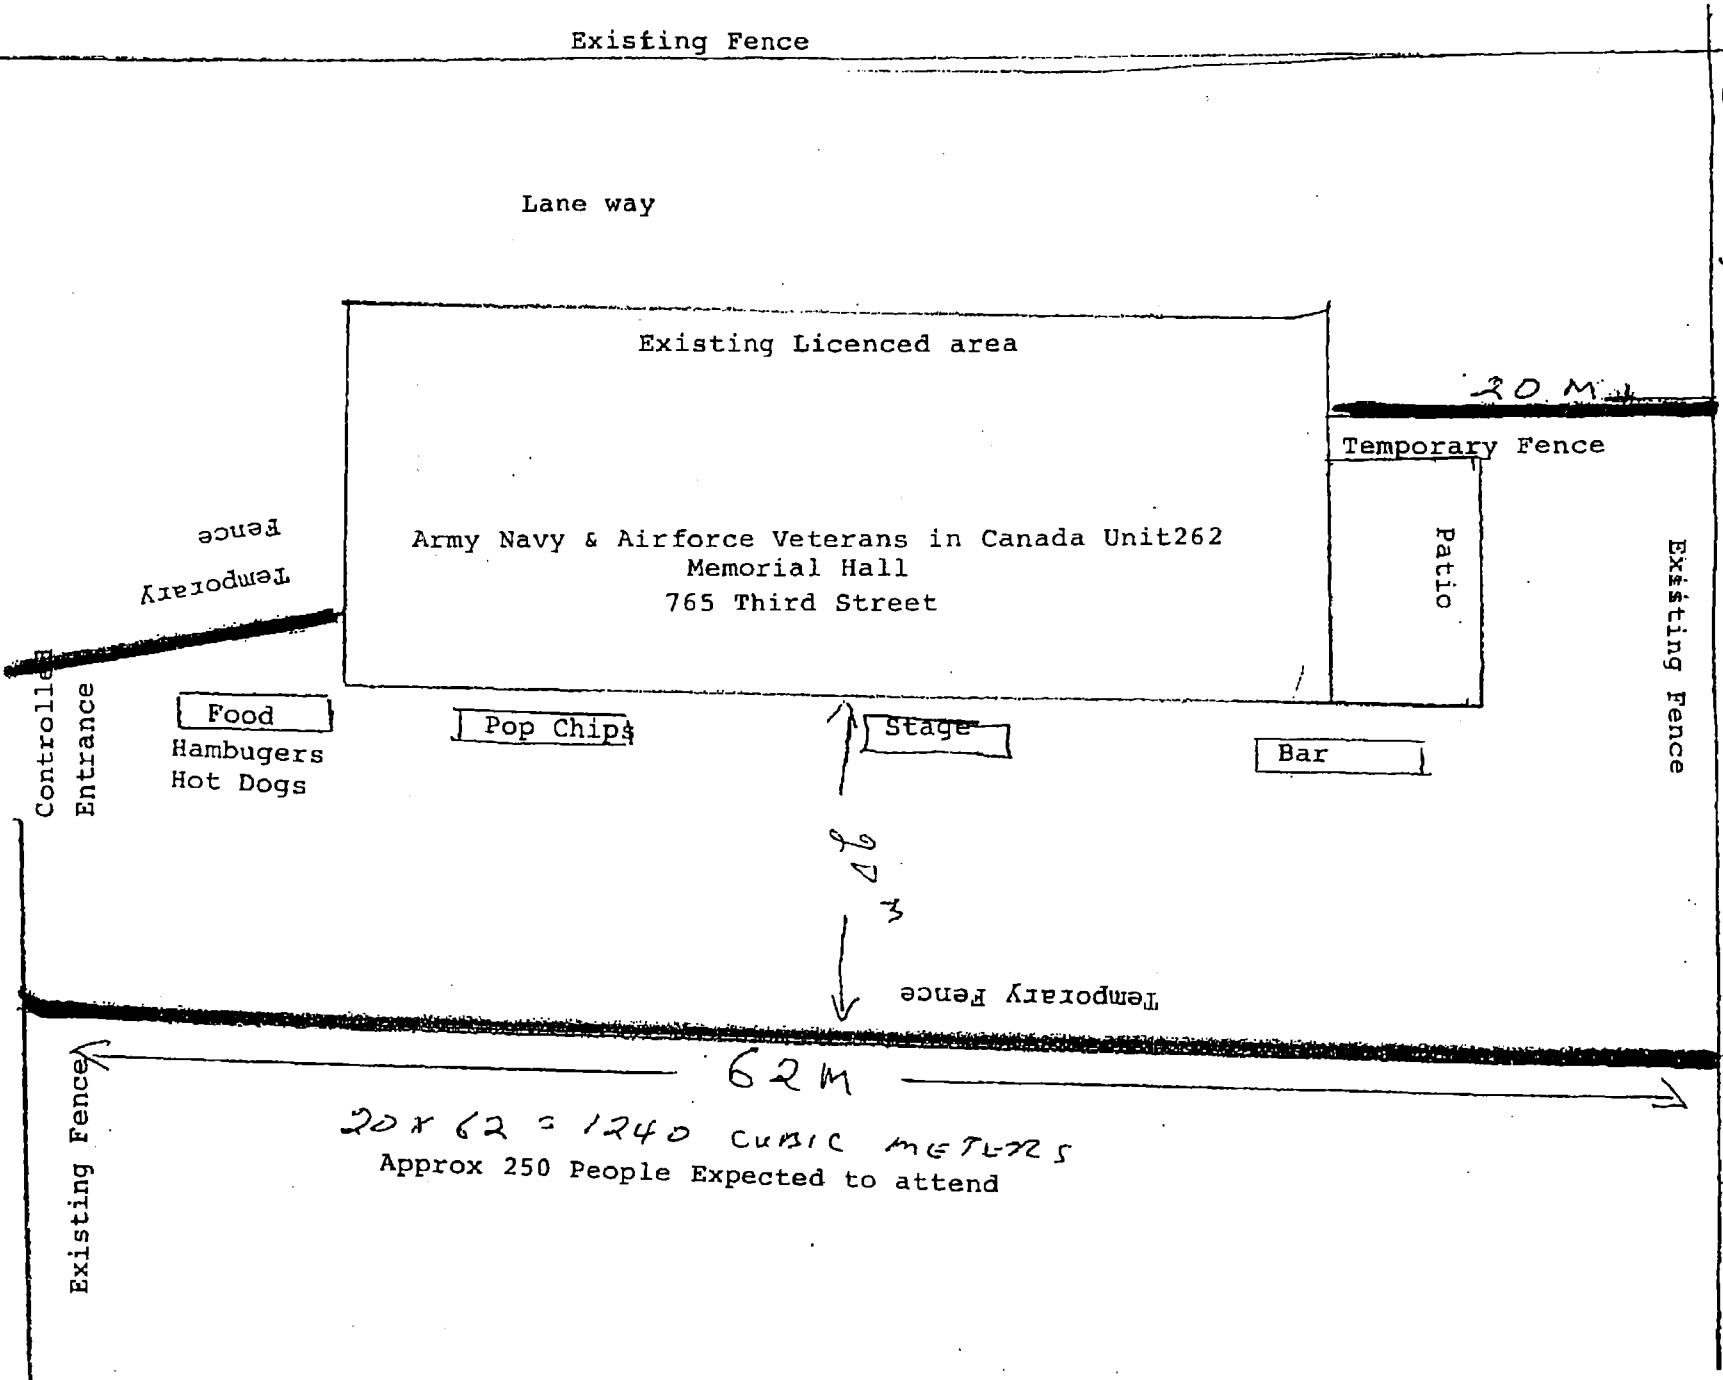 Existing Fence
Lane way
Existing Licenced area
20 M
Temporary Fence
Temporary
Fence
Army Navy & Airforce Veterans in Canada Unit262
Memorial Hall
765 Third Street
Patio
Existing Fence
Controlled
Entrance
Food
Hambugers
Hot Dogs
Pop Chips
Stage
Bar
20 M
Temporary Fence
62 M
20 x 62 = 1240 CUBIC METERS
Approx 250 People Expected to attend
Existing Fence